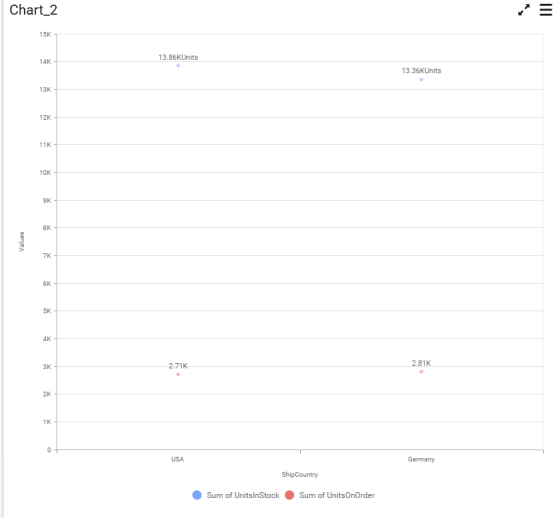 Chart_2
15K
14K
13K
12K
11K
10K
9K
8K
7K
6K
5K
4K
3K
2K
1K
0
Values
13.86KUnits
13.36KUnits
2.71K
2.81K
USA
Germany
ShipCountry
Sum of UnitsInStock
Sum of UnitsOnOrder